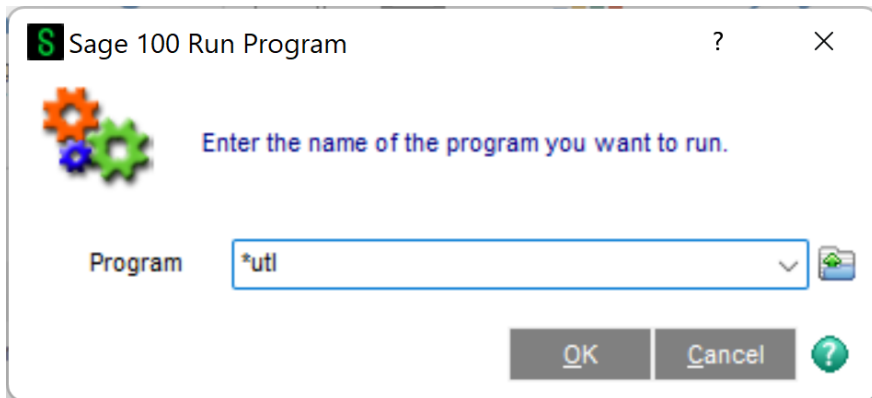 S Sage 100 Run Program ?
Enter the name of the program you want to run.
Program *utl
OK Cancel ?